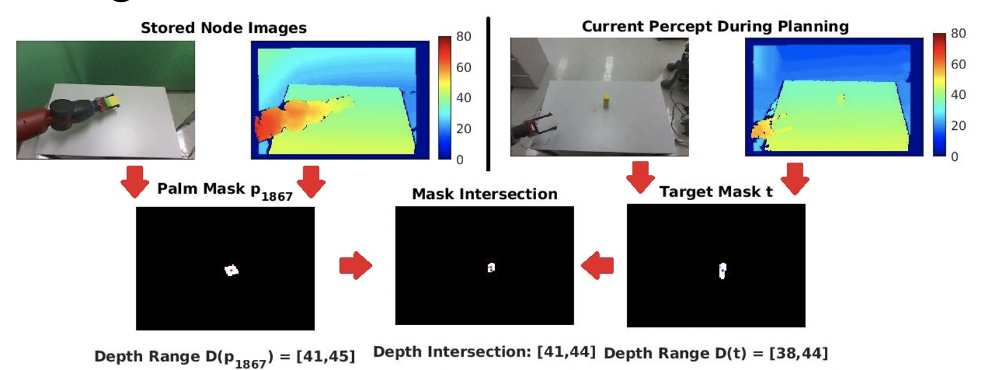 Stored Node Images
Current Percept During Planning
80
60
40
20
0
80
60
40
20
0
Palm Mask p₁₈₆₇
Mask Intersection
Target Mask t
Depth Range D(p₁₈₆₇) = [41,45]
Depth Intersection: [41,44]
Depth Range D(t) = [38,44]